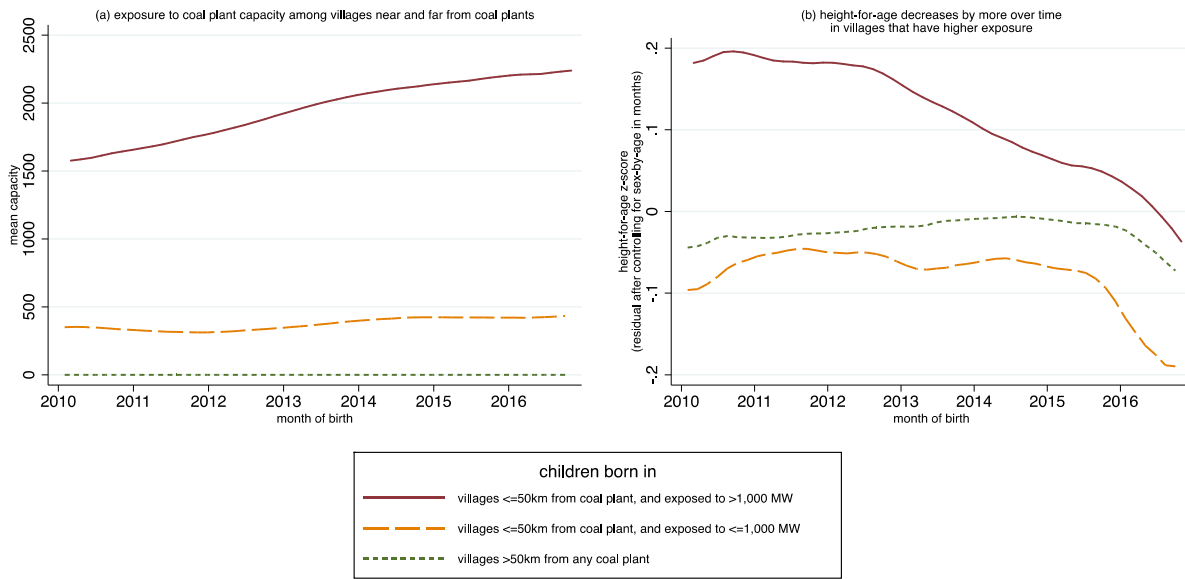 (a) exposure to coal plant capacity among villages near and far from coal plants
mean capacity
2500
2000
1500
1000
500
0
2010 2011 2012 2013 2014 2015 2016
month of birth
(b) height-for-age decreases by more over time
in villages that have higher exposure
height-for-age z-score
(residual after controlling for sex-by-age in months)
.2
.1
0
-.1
-.2
2010 2011 2012 2013 2014 2015 2016
month of birth
children born in
villages <=50km from coal plant, and exposed to >1,000 MW
villages <=50km from coal plant, and exposed to <=1,000 MW
villages >50km from any coal plant